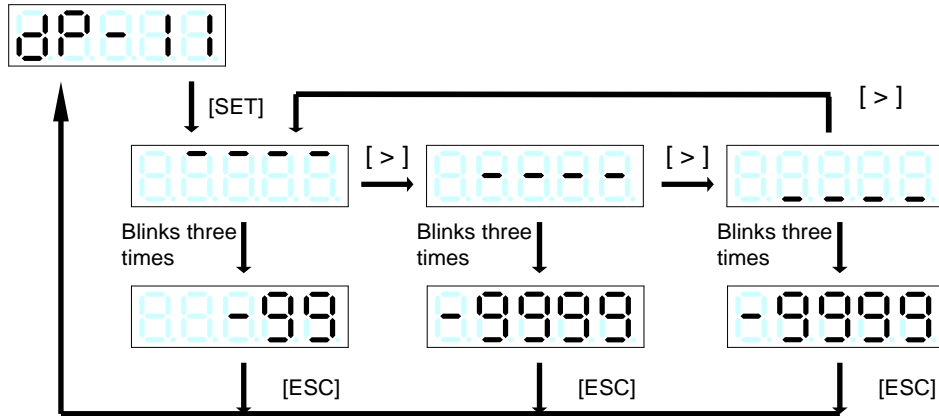 dP-11
[SET]
[ > ]
[ > ]
[ > ]
----
----
----
Blinks three
times
Blinks three
times
Blinks three
times
-99
-9999
-9999
[ESC]
[ESC]
[ESC]